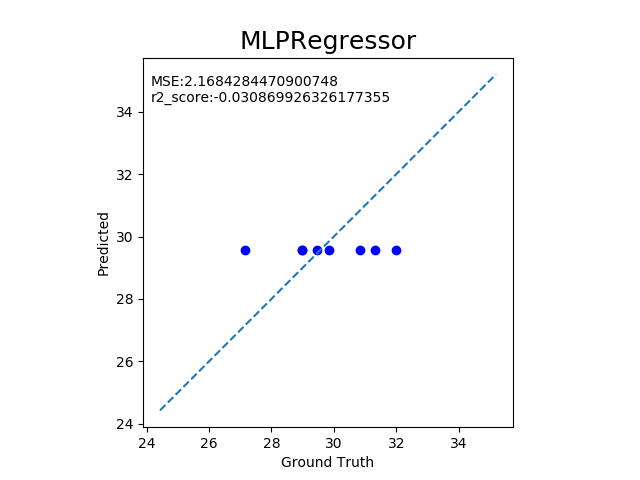 MLPRegressor
MSE:2.1684284470900748
r2_score:-0.030869926326177355
34
32
30
28
26
24
Predicted
24 26 28 30 32 34
Ground Truth